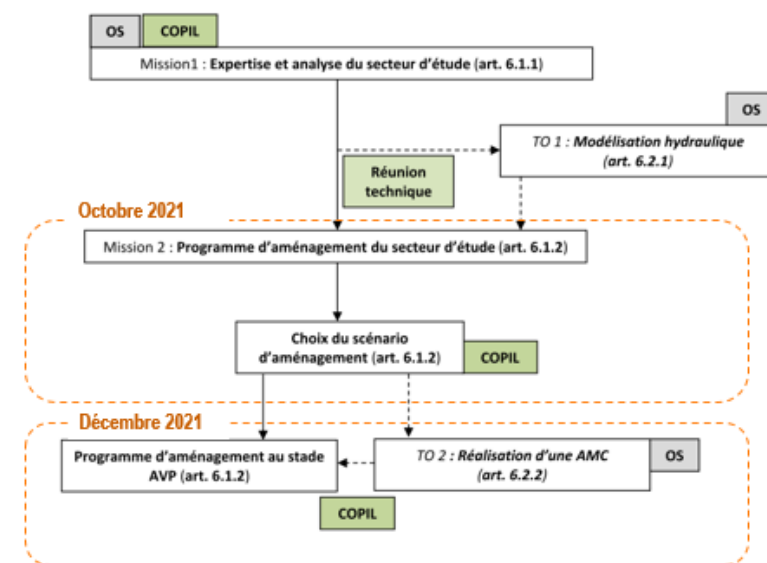 OS
COPIL
Mission1 : Expertise et analyse du secteur d'étude (art. 6.1.1)
OS
TO 1 : Modélisation hydraulique
(art. 6.2.1)
Réunion
technique
Octobre 2021
Mission 2 : Programme d'aménagement du secteur d'étude (art. 6.1.2)
Choix du scénario
d'aménagement (art. 6.1.2)
COPIL
Décembre 2021
Programme d'aménagement au stade
AVP (art. 6.1.2)
TO 2 : Réalisation d'une AMC
(art. 6.2.2)
OS
COPIL